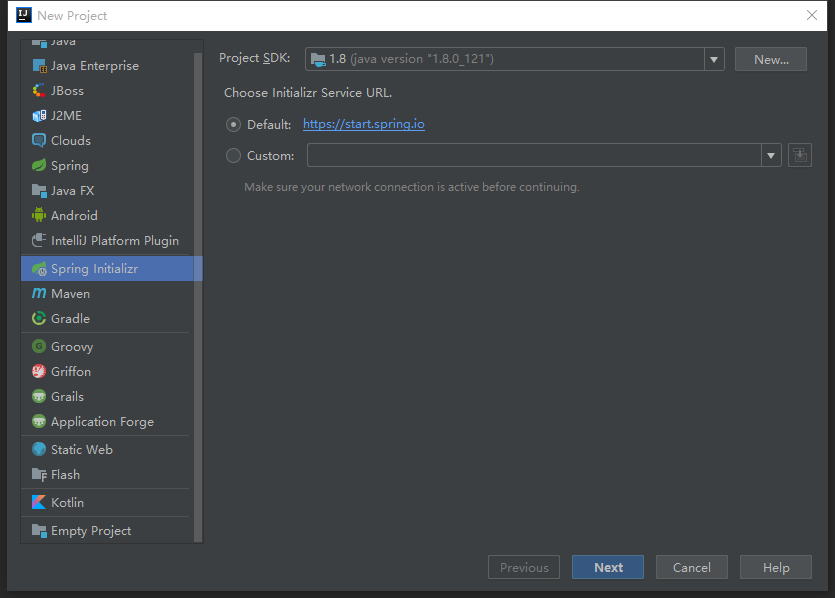 New Project
Java
Java Enterprise
JBoss
J2ME
Clouds
Spring
Java FX
Android
IntelliJ Platform Plugin
Spring Initializr
Maven
Gradle
Groovy
Griffon
Grails
Application Forge
Static Web
Flash
Kotlin
Empty Project
Project SDK: 1.8 (java version "1.8.0_121") New...
Choose Initializr Service URL.
Default: https://start.spring.io
Custom:
Make sure your network connection is active before continuing.
Previous Next Cancel Help